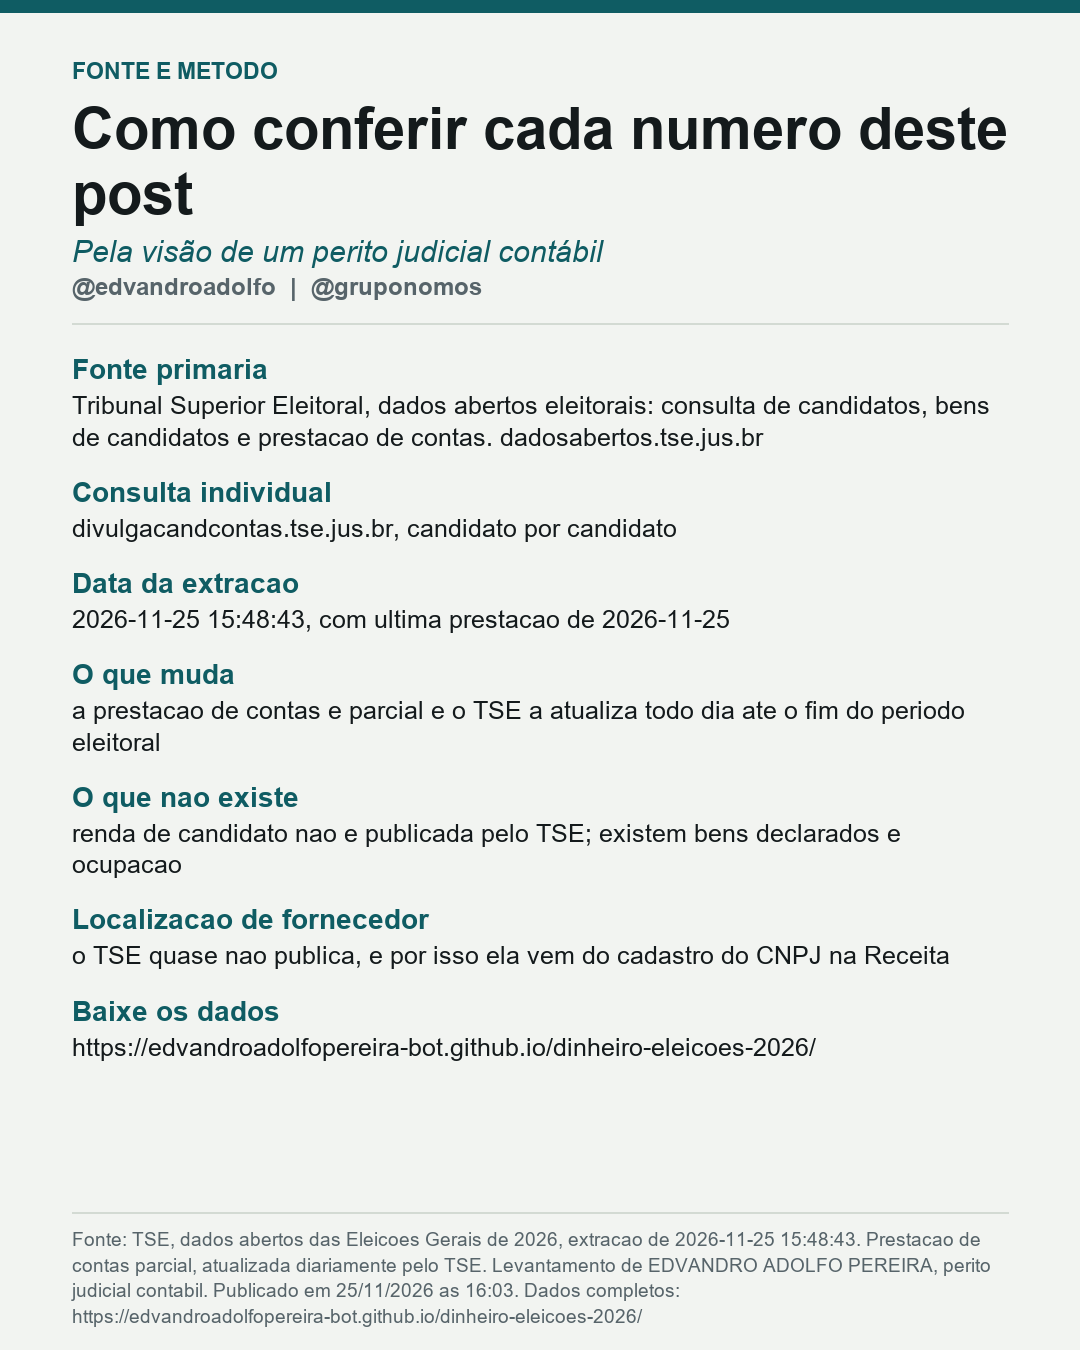 FONTE E METODO
Como conferir cada numero deste
post
Pela visão de um perito judicial contábil
@edvandroadolfo | @gruponomos
Fonte primaria
Tribunal Superior Eleitoral, dados abertos eleitorais: consulta de candidatos, bens
de candidatos e prestacao de contas. dadosabertos.tse.jus.br
Consulta individual
divulgacandcontas.tse.jus.br, candidato por candidato
Data da extracao
2026-11-25 15:48:43, com ultima prestacao de 2026-11-25
O que muda
a prestacao de contas e parcial e o TSE a atualiza todo dia ate o fim do periodo
eleitoral
O que nao existe
renda de candidato nao e publicada pelo TSE; existem bens declarados e
ocupacao
Localizacao de fornecedor
o TSE quase nao publica, e por isso ela vem do cadastro do CNPJ na Receita
Baixe os dados
https://edvandroadolfopereira-bot.github.io/dinheiro-eleicoes-2026/
Fonte: TSE, dados abertos das Eleicoes Gerais de 2026, extracao de 2026-11-25 15:48:43. Prestacao de
contas parcial, atualizada diariamente pelo TSE. Levantamento de EDVANDRO ADOLFO PEREIRA, perito
judicial contabil. Publicado em 25/11/2026 as 16:03. Dados completos:
https://edvandroadolfopereira-bot.github.io/dinheiro-eleicoes-2026/